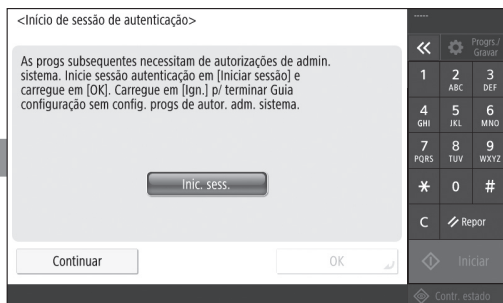 <Início de sessão de autenticação>
As progs subsequentes necessitam de autorizações de admin.
sistema. Inicie sessão autenticação em [Iniciar sessão] e
carregue em [OK]. Carregue em [Ign.] p/ terminar Guia
configuração sem config. progs de autor. adm. sistema.
Inic. sess.
Continuar
OK
-----
Progrs./
Gravar
1
2
ABC
3
DEF
4
GHI
5
JKL
6
MNO
7
PQRS
8
TUV
9
WXYZ
*
0
#
C
Repor
Iniciar
Contr. estado